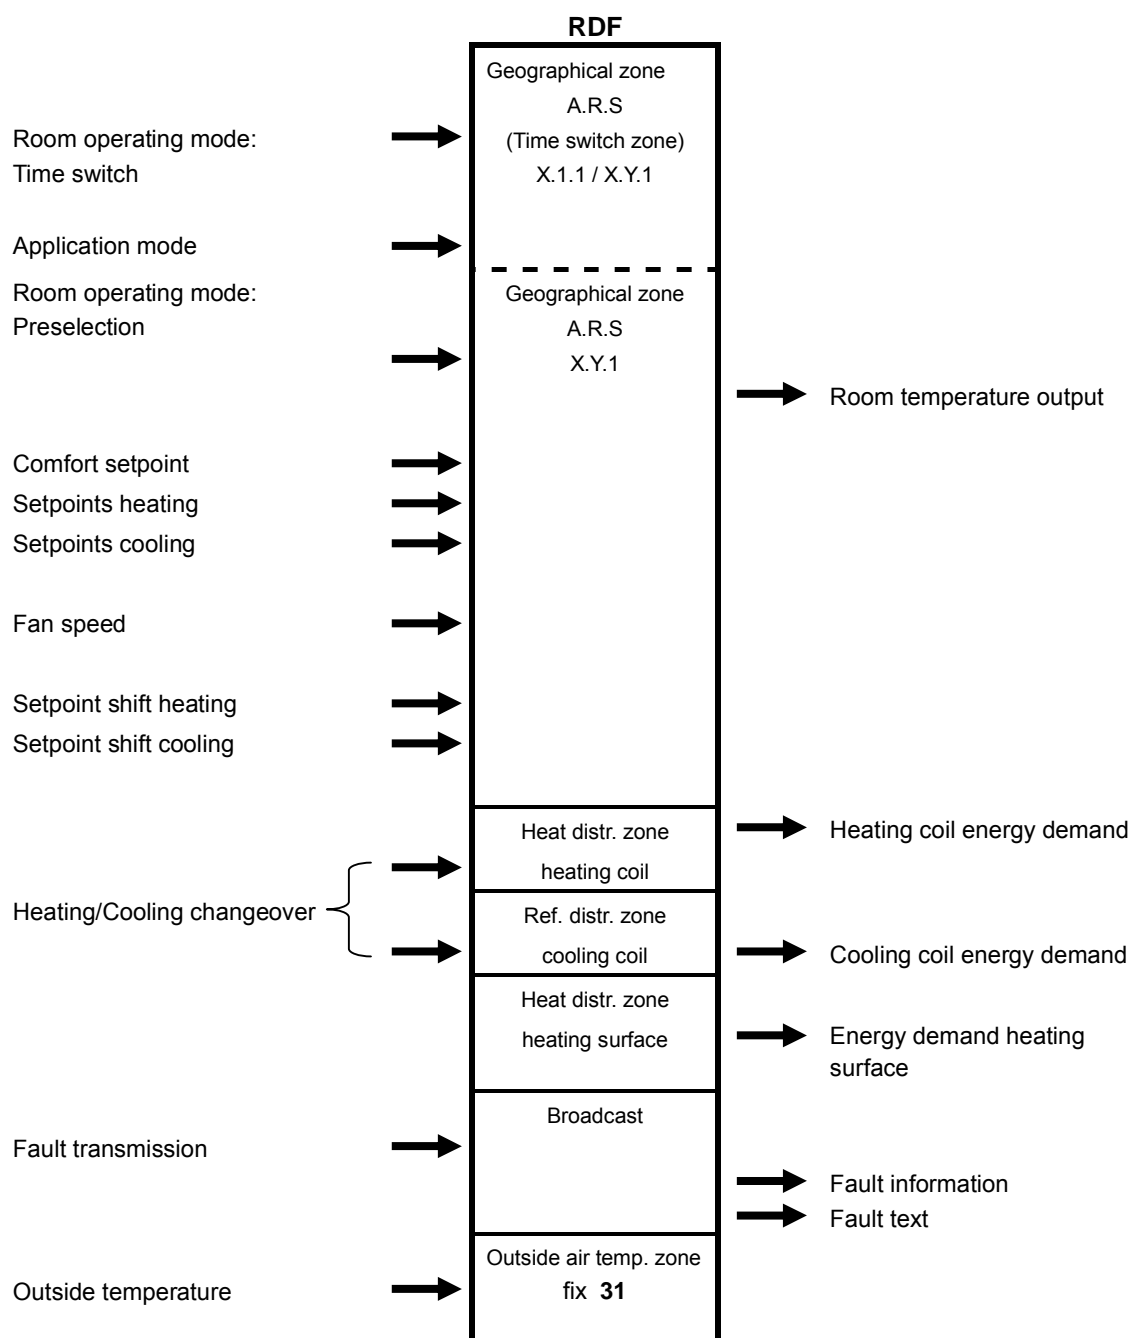 RDF
Geographical zone
A.R.S
Room operating mode:
(Time switch zone)
Time switch
X.1.1 / X.Y.1
Application mode
Room operating mode:
Geographical zone
Preselection
A.R.S
X.Y.1
Room temperature output
Comfort setpoint
Setpoints heating
Setpoints cooling
Fan speed
Setpoint shift heating
Setpoint shift cooling
Heat distr. zone
Heating coil energy demand
heating coil
Heating/Cooling changeover
Ref. distr. zone
cooling coil
Cooling coil energy demand
Heat distr. zone
heating surface
Energy demand heating
surface
Broadcast
Fault transmission
Fault information
Fault text
Outside air temp. zone
Outside temperature
fix 31